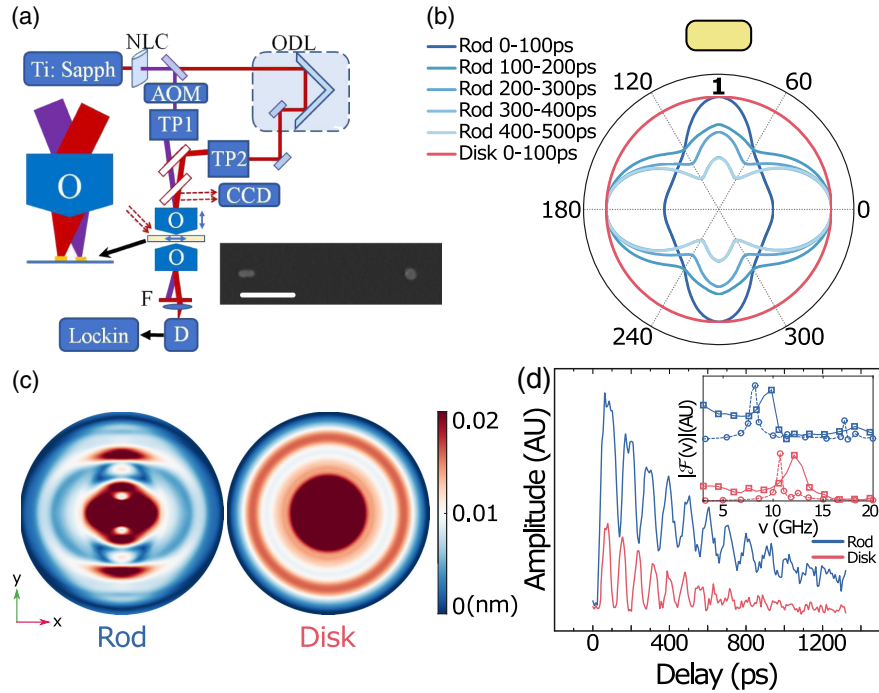 (a)
NLC
ODL
Ti: Sapph
AOM
TP1
TP2
O
CCD
O
O
F
Lockin
D
(b)
Rod 0-100ps
Rod 100-200ps
Rod 200-300ps
Rod 300-400ps
Rod 400-500ps
Disk 0-100ps
120
1
60
180
0
240
300
(c)
0.02
0.01
0(nm)
y
x
Rod
Disk
(d)
Amplitude (AU)
|ℱ(ν)|(AU)
5
10
15
20
ν (GHz)
Rod
Disk
0
400
800
1200
Delay (ps)